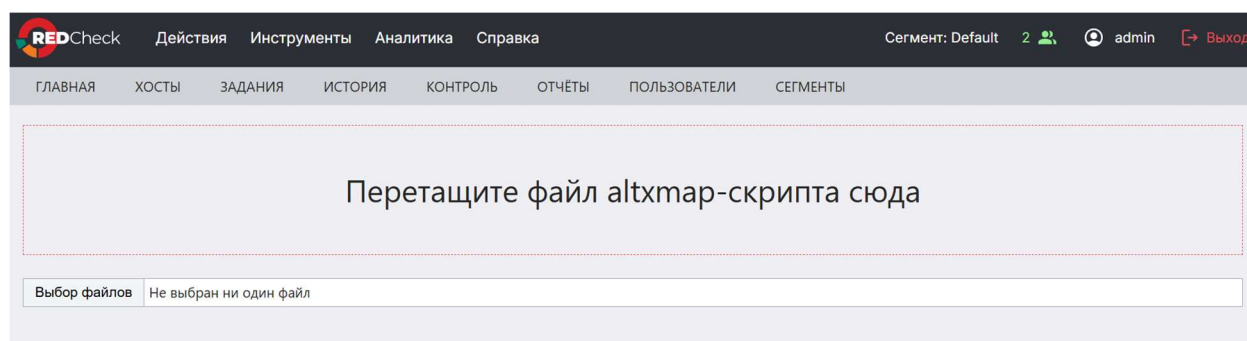 REDCheck Действия Инструменты Аналитика Справка Сегмент: Default 2 admin Выход
ГЛАВНАЯ ХОСТЫ ЗАДАНИЯ ИСТОРИЯ КОНТРОЛЬ ОТЧЁТЫ ПОЛЬЗОВАТЕЛИ СЕГМЕНТЫ
Перетащите файл altxmap-скрипта сюда
Выбор файлов Не выбран ни один файл